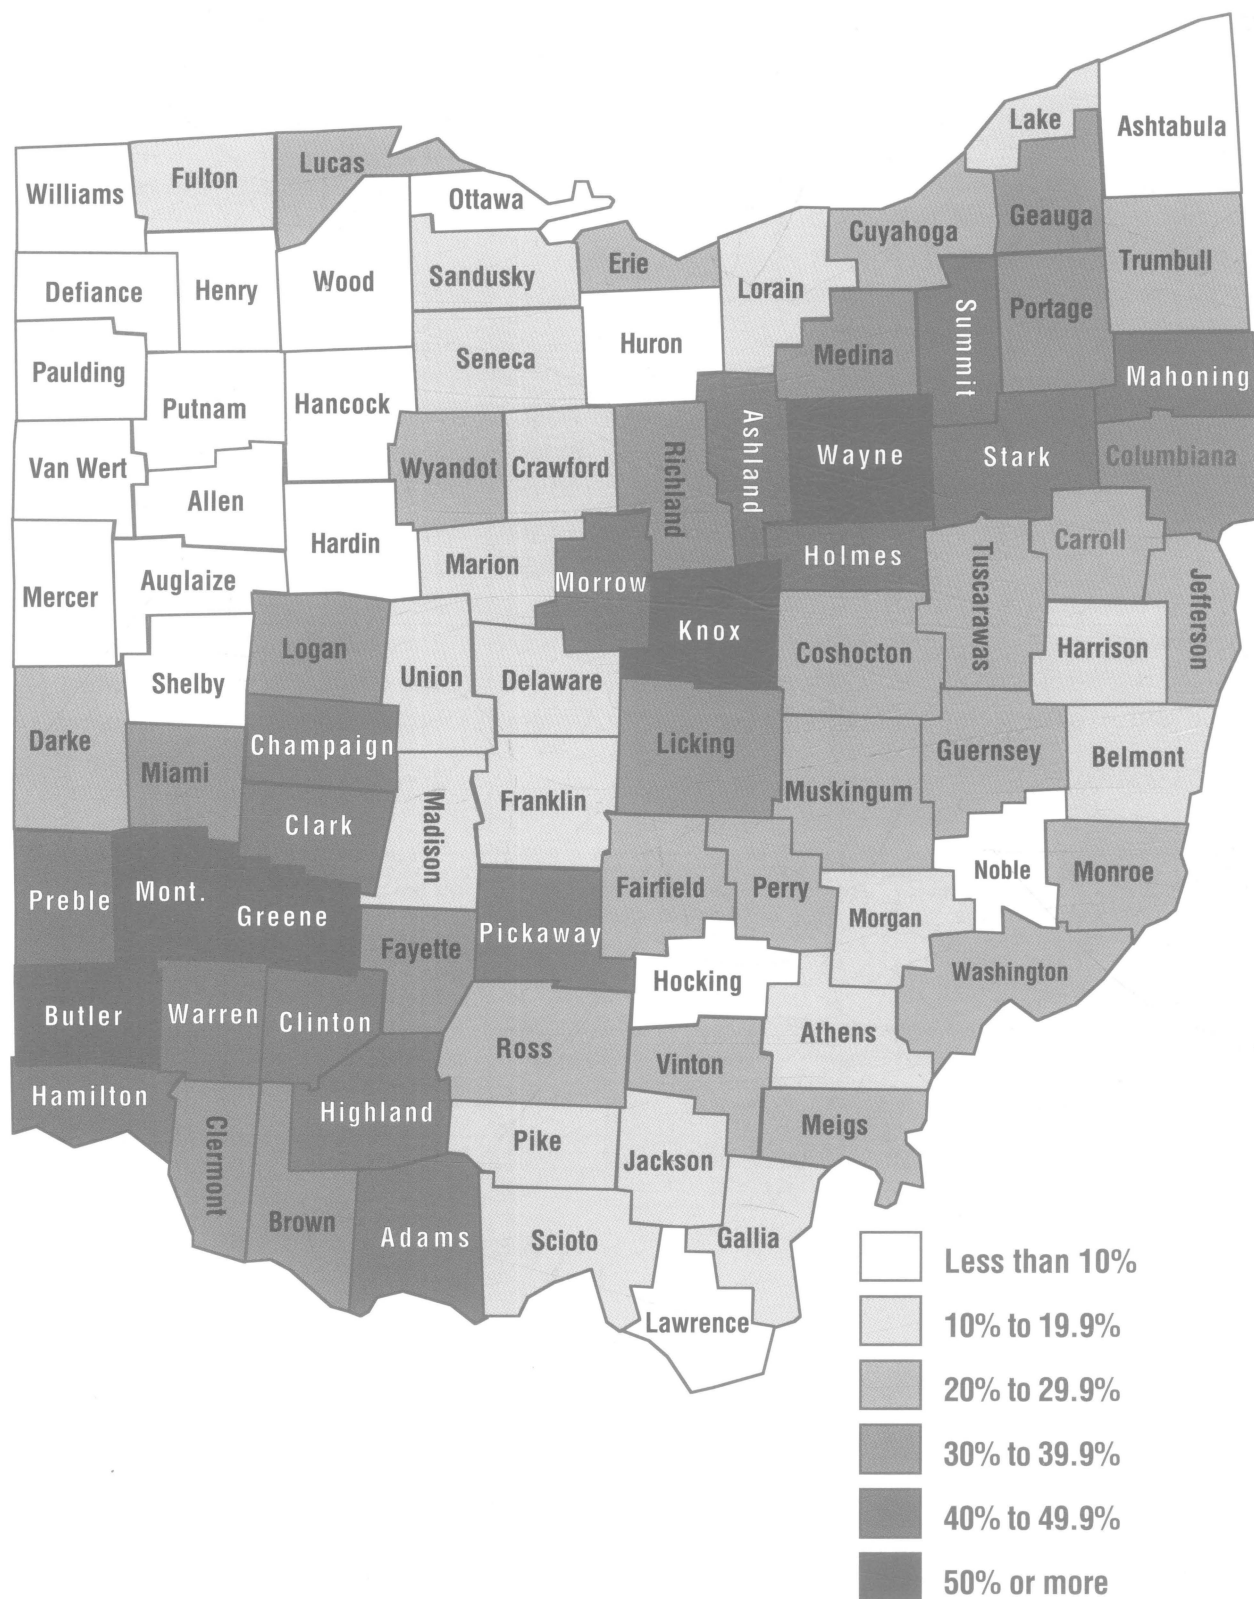 Lake
Ashtabula
Williams
Fulton
Lucas
Ottawa
Geauga
Cuyahoga
Erie
Trumbull
Defiance
Henry
Wood
Sandusky
Lorain
Summit
Portage
Huron
Medina
Seneca
Paulding
Mahoning
Putnam
Hancock
Van Wert
Wyandot
Crawford
Richland
Ashland
Wayne
Stark
Columbiana
Allen
Hardin
Marion
Morrow
Holmes
Tuscarawas
Carroll
Jefferson
Mercer
Auglaize
Knox
Coshocton
Harrison
Logan
Union
Delaware
Shelby
Darke
Champaign
Licking
Guernsey
Belmont
Miami
Madison
Franklin
Muskingum
Clark
Noble
Monroe
Preble
Mont.
Greene
Fairfield
Perry
Morgan
Fayette
Pickaway
Hocking
Washington
Butler
Warren
Clinton
Ross
Vinton
Athens
Hamilton
Highland
Clermont
Pike
Jackson
Meigs
Brown
Adams
Scioto
Gallia
Lawrence
Less than 10%
10% to 19.9%
20% to 29.9%
30% to 39.9%
40% to 49.9%
50% or more